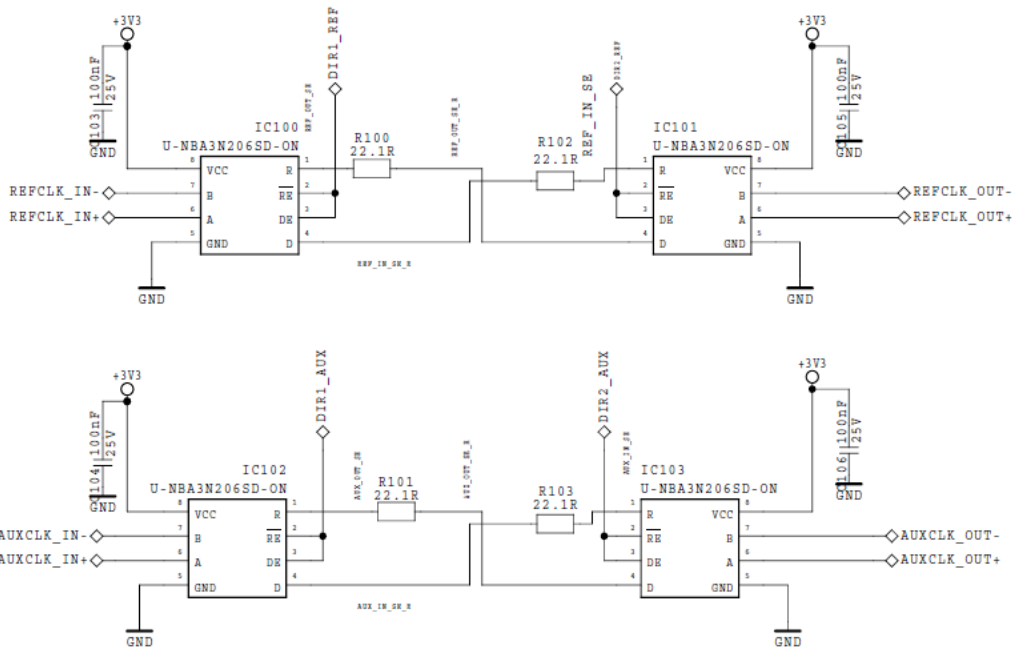 +3V3
100nF
25V
C103
GND
DIR1_REF
REF_OUT_SE
IC100
U-NBA3N206SD-ON
8 VCC
7 B
6 A
5 GND
R 1
RE 2
DE 3
D 4
REFCLK_IN-
REFCLK_IN+
GND
R100
22.1R
REF_OUT_SE_R
REF_IN_SE_R
R102
22.1R
REF_IN_SE
DIR2_REF
+3V3
100nF
25V
C105
GND
IC101
U-NBA3N206SD-ON
1 R
2 RE
3 DE
4 D
VCC 8
B 7
A 6
GND 5
REFCLK_OUT-
REFCLK_OUT+
GND
+3V3
100nF
25V
C104
GND
DIR1_AUX
IC102
U-NBA3N206SD-ON
8 VCC
7 B
6 A
5 GND
R 1
RE 2
DE 3
D 4
AUXCLK_IN-
AUXCLK_IN+
GND
AUX_OUT_SE
R101
22.1R
AUX_OUT_SE_R
AUX_IN_SE_R
R103
22.1R
DIR2_AUX
AUX_IN_SE
+3V3
100nF
25V
C106
GND
IC103
U-NBA3N206SD-ON
1 R
2 RE
3 DE
4 D
VCC 8
B 7
A 6
GND 5
AUXCLK_OUT-
AUXCLK_OUT+
GND